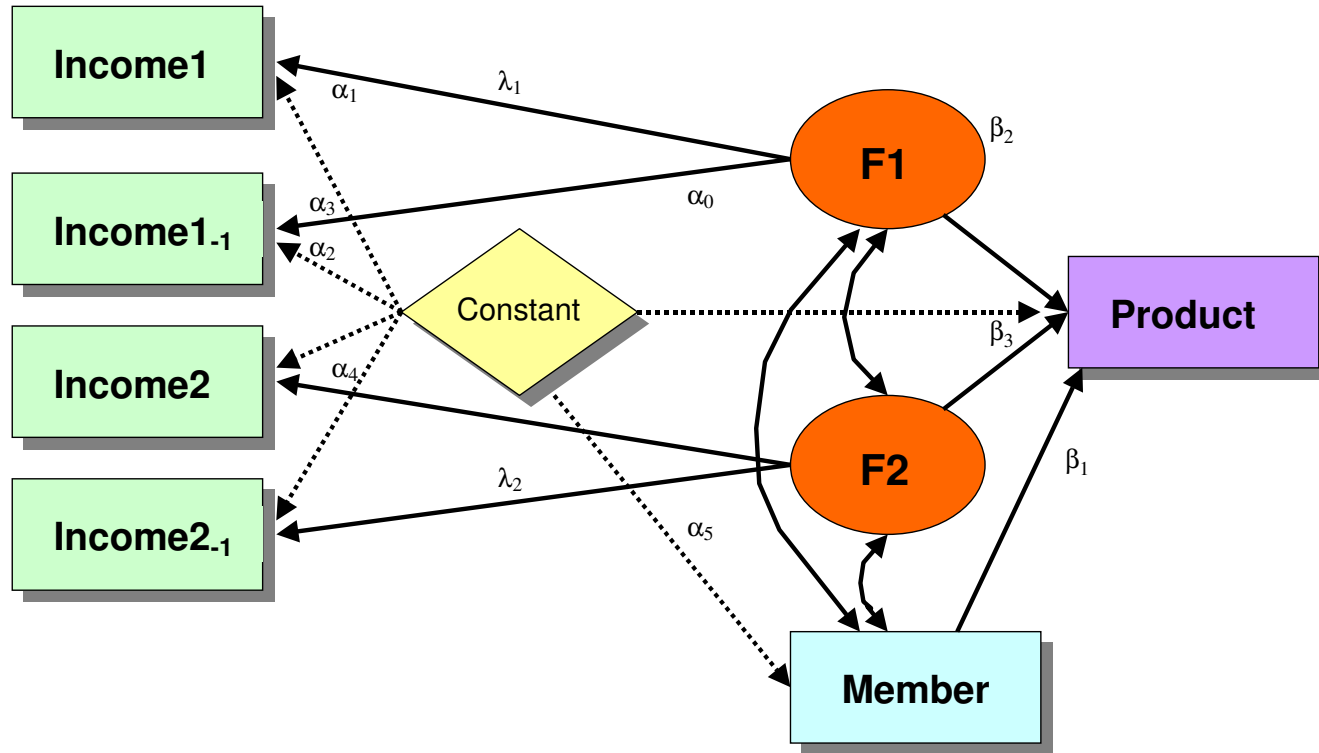 Income1
α1
λ1
F1
β2
Income1-1
α3
α2
α0
Constant
β3
Product
Income2
α4
F2
β1
Income2-1
λ2
α5
Member